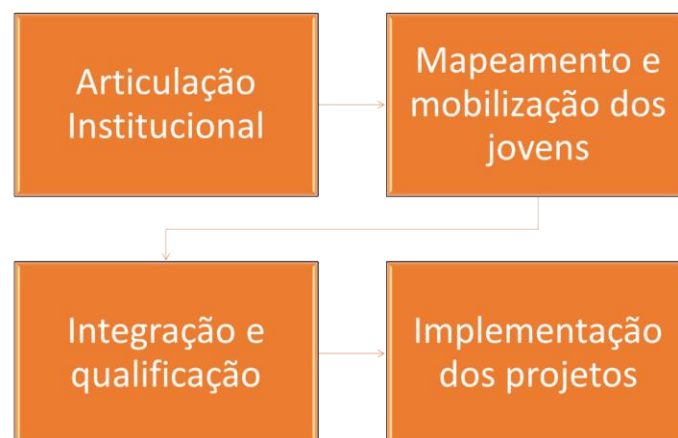 Articulação
Institucional
Mapeamento e
mobilização dos
jovens
Integração e
qualificação
Implementação
dos projetos